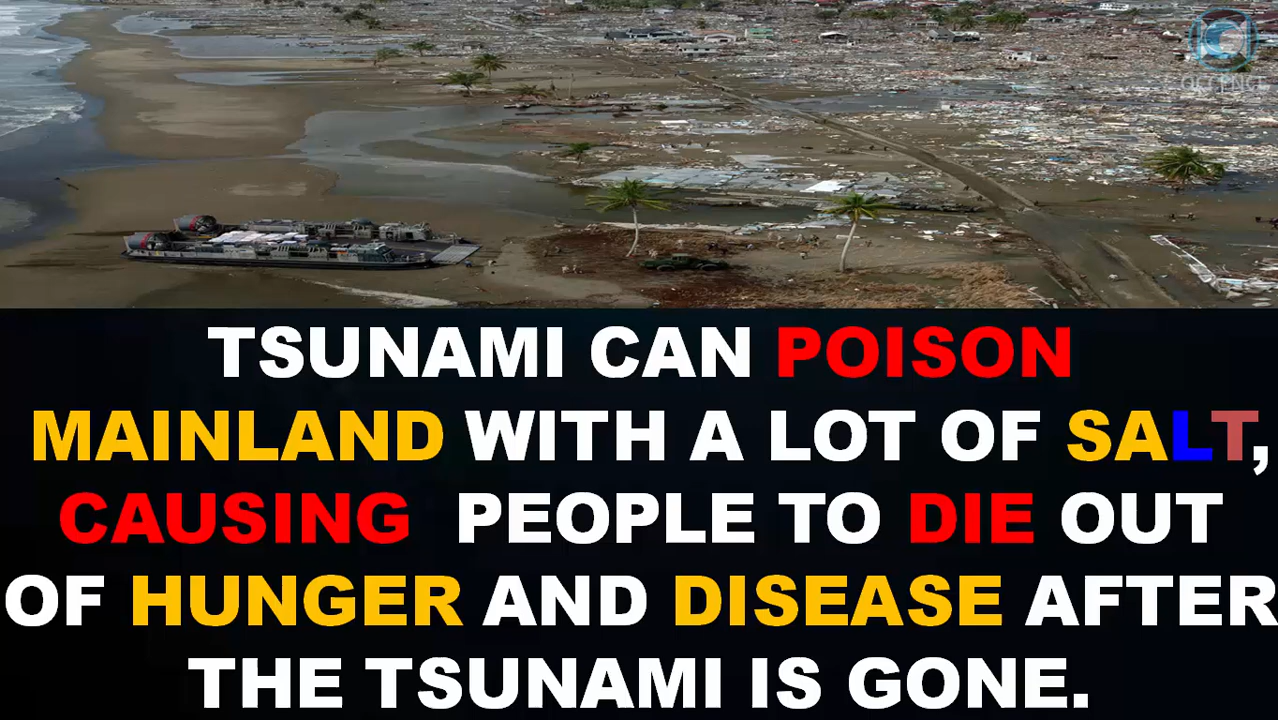 TSUNAMI CAN POISON
MAINLAND WITH A LOT OF SALT,
CAUSING PEOPLE TO DIE OUT
OF HUNGER AND DISEASE AFTER
THE TSUNAMI IS GONE.